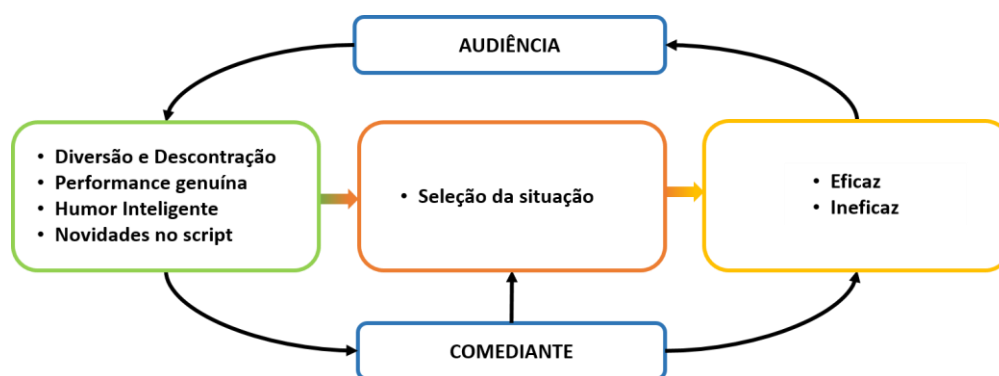 AUDIÊNCIA
• Diversão e Descontração
• Performance genuína
• Humor Inteligente
• Novidades no script
• Seleção da situação
• Eficaz
• Ineficaz
COMEDIANTE